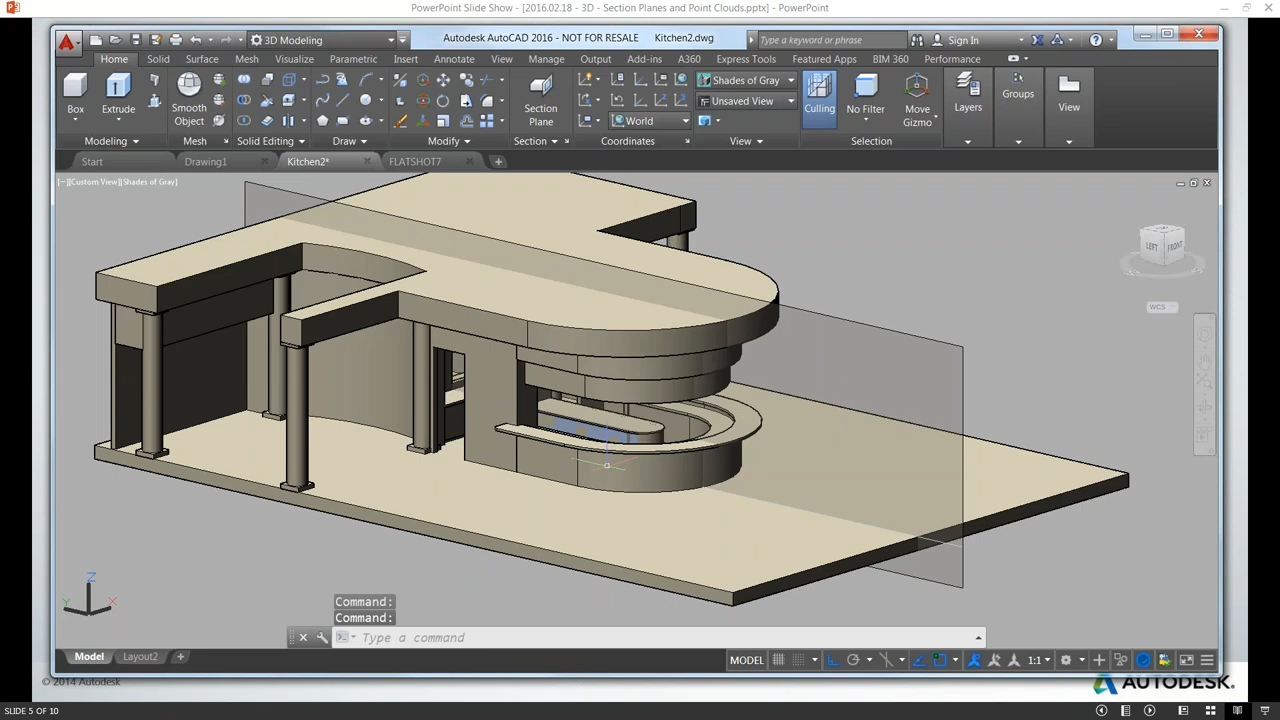 PowerPoint Slide Show - [2016.02.18 - 3D - Section Planes and Point Clouds.pptx] - PowerPoint
3D Modeling
Autodesk AutoCAD 2016 - NOT FOR RESALE Kitchen2.dwg
Type a keyword or phrase
Sign In
Home Solid Surface Mesh Visualize Parametric Insert Annotate View Manage Output Add-ins A360 Express Tools Featured Apps BIM 360 Performance
Box Extrude Smooth Object Section Plane Shades of Gray Culling No Filter Move Gizmo Layers Groups View
Unsaved View
World
Modeling Mesh Solid Editing Draw Modify Section Coordinates View Selection
Start Drawing1 Kitchen2* FLATSHOT7
[−][Custom View][Shades of Gray]
LEFT FRONT
WCS
Z
Y X
Command:
Command:
Type a command
Model Layout2 MODEL 1:1
© 2014 Autodesk
AUTODESK.
SLIDE 5 OF 10